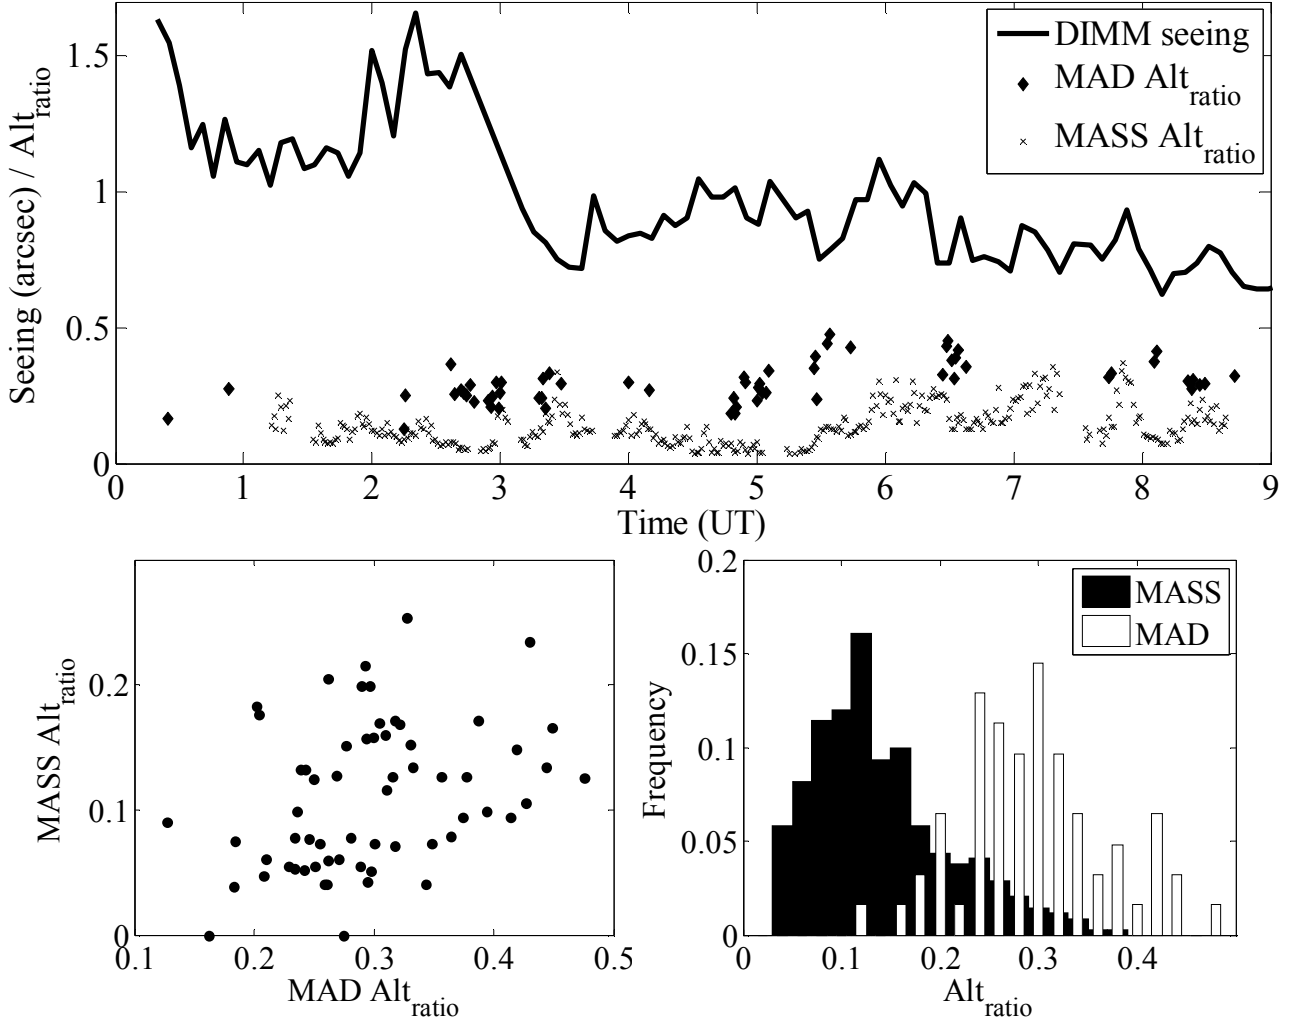 Seeing (arcsec) / Alt_ratio
1.5
1
0.5
0
DIMM seeing
MAD Alt_ratio
MASS Alt_ratio
0 1 2 3 4 5 6 7 8 9
Time (UT)
MASS Alt_ratio
0.2
0.1
0
0.1 0.2 0.3 0.4 0.5
MAD Alt_ratio
Frequency
0.2
0.15
0.1
0.05
0
MASS
MAD
0 0.1 0.2 0.3 0.4
Alt_ratio